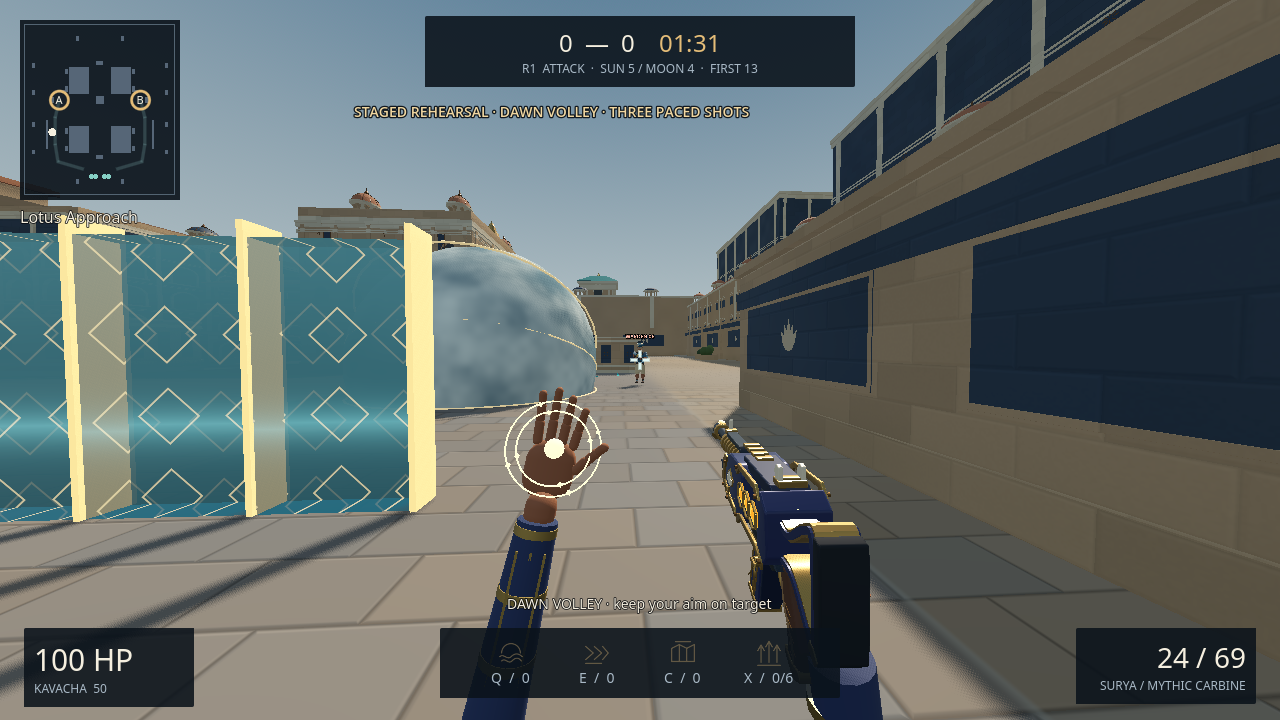 A
B
Lotus Approach
0 — 0 01:31
R1 ATTACK · SUN 5 / MOON 4 · FIRST 13
STAGED REHEARSAL · DAWN VOLLEY · THREE PACED SHOTS
DAWN VOLLEY · keep your aim on target
100 HP
KAVACHA 50
Q / 0
E / 0
C / 0
X / 0/6
24 / 69
SURYA / MYTHIC CARBINE